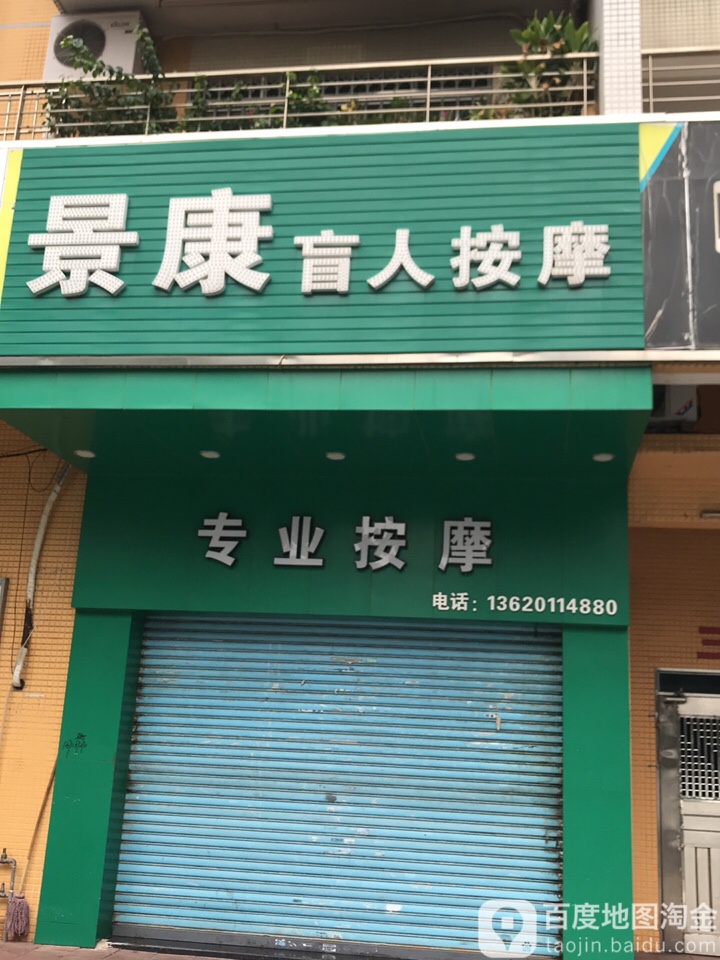 景康盲人按摩
专业按摩
电话：13620114880
三
百度地图淘金
taojin.baidu.com